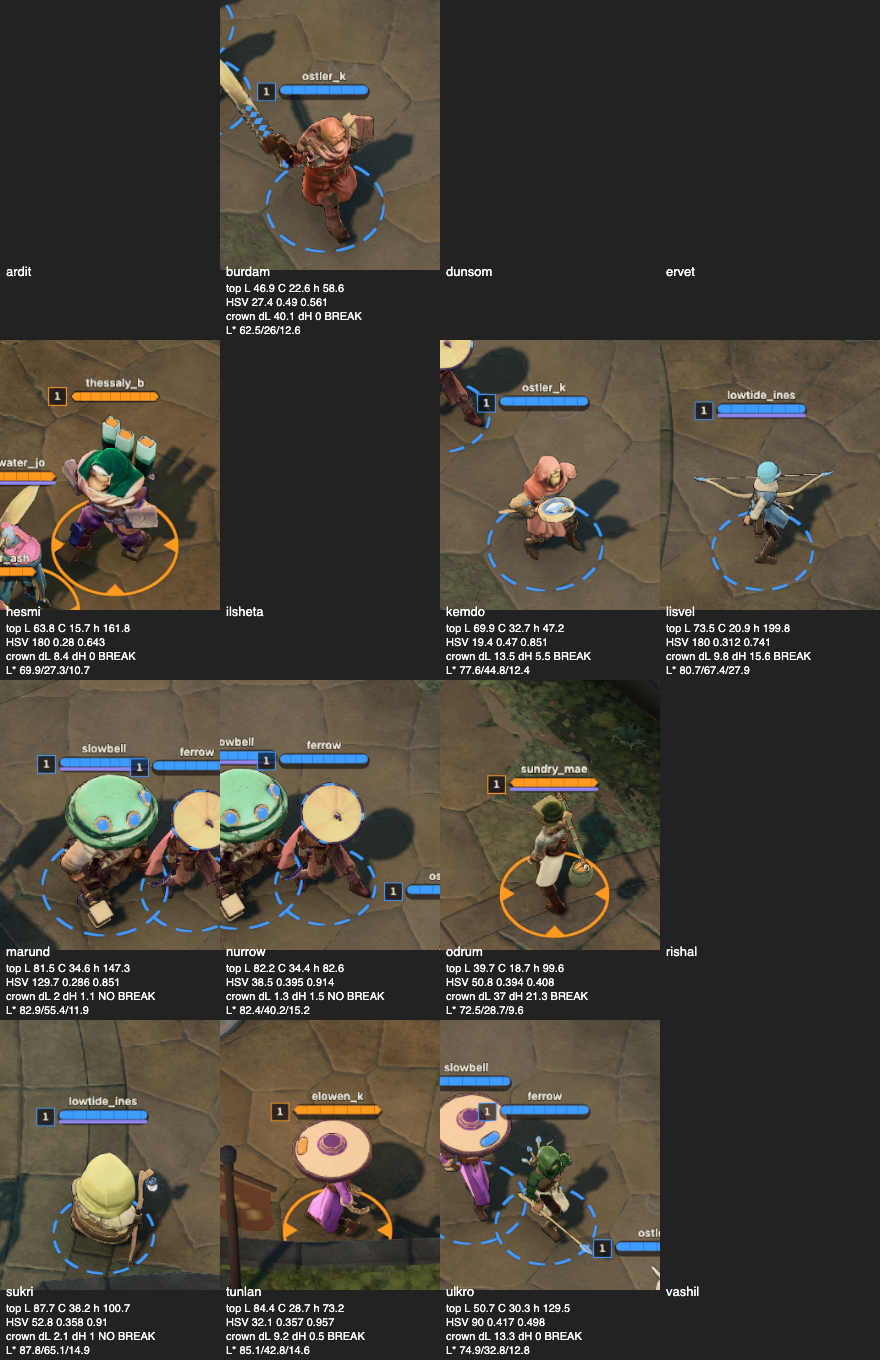 ostler_k
1
ardit
burdam
dunsom
ervet
top L 46.9 C 22.6 h 58.6
HSV 27.4 0.49 0.561
crown dL 40.1 dH 0 BREAK
L* 62.5/26/12.6
thessaly_b
1
water_jo
r_ash
ostler_k
1
lowtide_ines
1
hesmi
ilsheta
kemdo
lisvel
top L 63.8 C 15.7 h 161.8
HSV 180 0.28 0.643
crown dL 8.4 dH 0 BREAK
L* 69.9/27.3/10.7
top L 69.9 C 32.7 h 47.2
HSV 19.4 0.47 0.851
crown dL 13.5 dH 5.5 BREAK
L* 77.6/44.8/12.4
top L 73.5 C 20.9 h 199.8
HSV 180 0.312 0.741
crown dL 9.8 dH 15.6 BREAK
L* 80.7/67.4/27.9
slowbell
1
ferrow
1
owbell
1
ferrow
1
os
sundry_mae
1
marund
nurrow
odrum
rishal
top L 81.5 C 34.6 h 147.3
HSV 129.7 0.286 0.851
crown dL 2 dH 1.1 NO BREAK
L* 82.9/55.4/11.9
top L 82.2 C 34.4 h 82.6
HSV 38.5 0.395 0.914
crown dL 1.3 dH 1.5 NO BREAK
L* 82.4/40.2/15.2
top L 39.7 C 18.7 h 99.6
HSV 50.8 0.394 0.408
crown dL 37 dH 21.3 BREAK
L* 72.5/28.7/9.6
lowtide_ines
1
elowen_k
1
slowbell
ferrow
1
ostl
1
sukri
tunlan
ulkro
vashil
top L 87.7 C 38.2 h 100.7
HSV 52.8 0.358 0.91
crown dL 2.1 dH 1 NO BREAK
L* 87.8/65.1/14.9
top L 84.4 C 28.7 h 73.2
HSV 32.1 0.357 0.957
crown dL 9.2 dH 0.5 BREAK
L* 85.1/42.8/14.6
top L 50.7 C 30.3 h 129.5
HSV 90 0.417 0.498
crown dL 13.3 dH 0 BREAK
L* 74.9/32.8/12.8